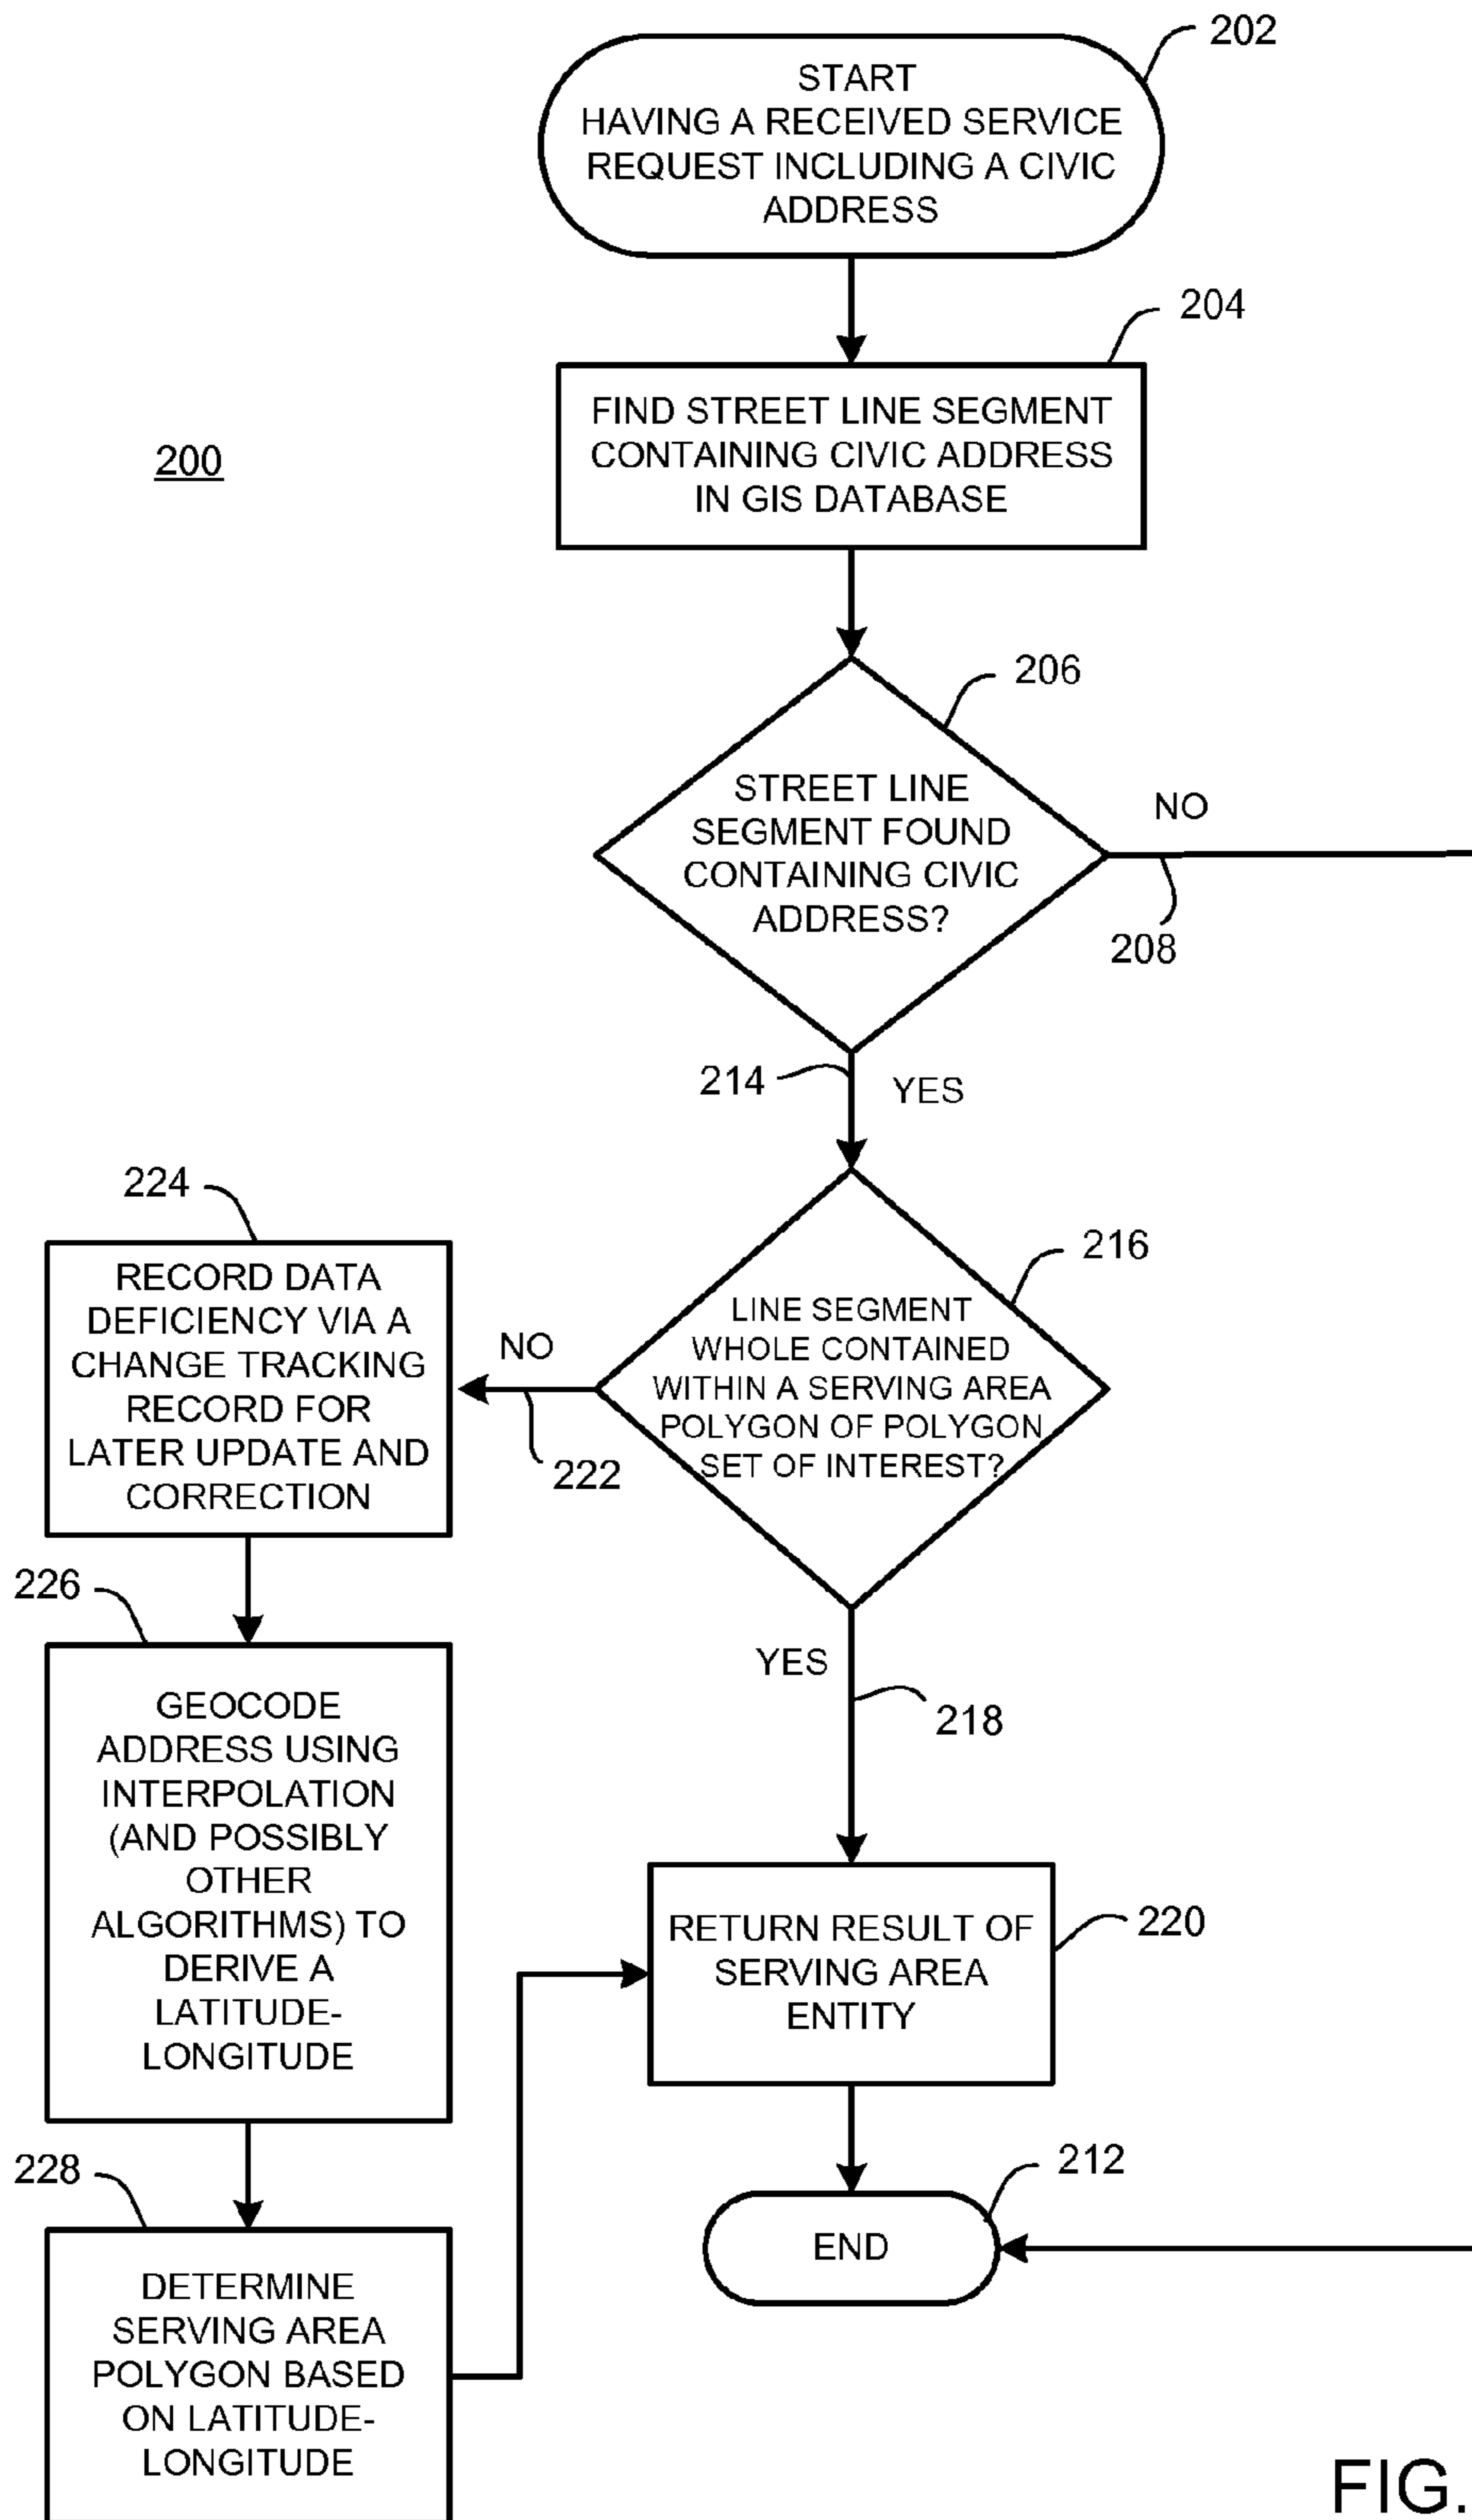 202
START
HAVING A RECEIVED SERVICE
REQUEST INCLUDING A CIVIC
ADDRESS
204
FIND STREET LINE SEGMENT
CONTAINING CIVIC ADDRESS
IN GIS DATABASE
200
206
STREET LINE
SEGMENT FOUND
CONTAINING CIVIC
ADDRESS?
NO
208
214
YES
216
LINE SEGMENT
WHOLE CONTAINED
WITHIN A SERVING AREA
POLYGON OF POLYGON
SET OF INTEREST?
NO
222
224
RECORD DATA
DEFICIENCY VIA A
CHANGE TRACKING
RECORD FOR
LATER UPDATE AND
CORRECTION
226
GEOCODE
ADDRESS USING
INTERPOLATION
(AND POSSIBLY
OTHER
ALGORITHMS) TO
DERIVE A
LATITUDE-
LONGITUDE
YES
218
220
RETURN RESULT OF
SERVING AREA
ENTITY
228
DETERMINE
SERVING AREA
POLYGON BASED
ON LATITUDE-
LONGITUDE
212
END
FIG.